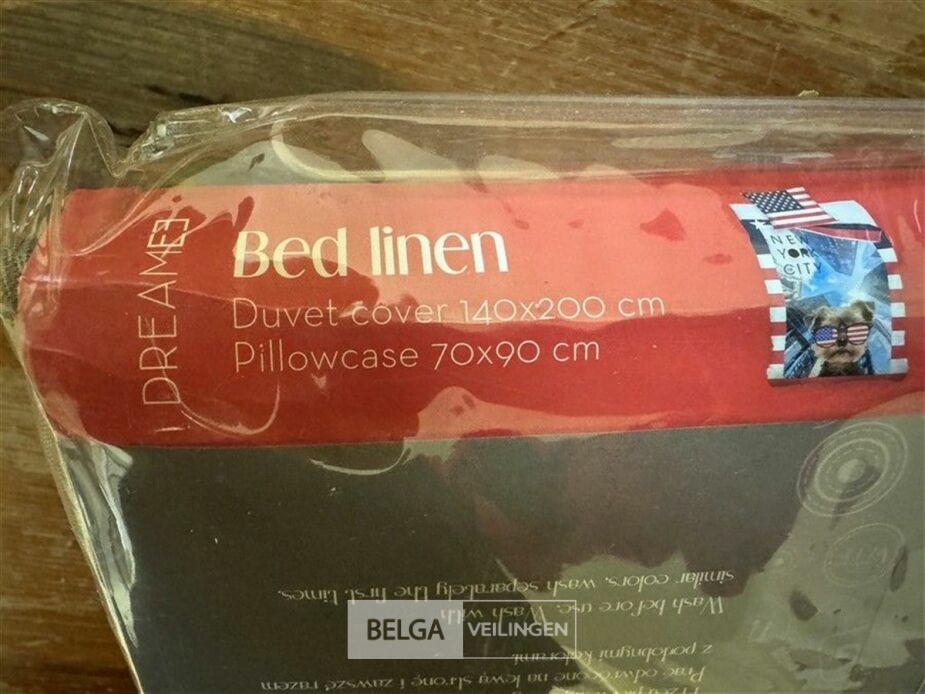 DREAMEE
Bed linen
Duvet cover 140x200 cm
Pillowcase 70x90 cm
NEW
YORK
CITY
Wash before use. Wash with
similar colors, wash separately the first times.
Prać odwrócone na lewą stronę i zawsze razem
z podobnymi kolorami.
BELGA VEILINGEN